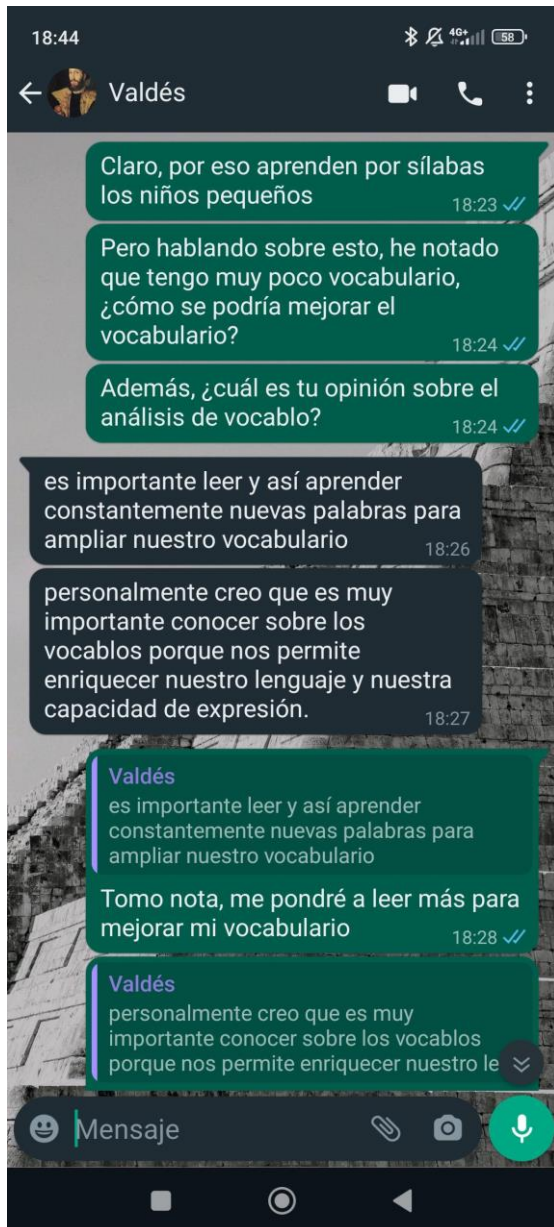 18:44
4G+
58
Valdés
Claro, por eso aprenden por sílabas
los niños pequeños
18:23
Pero hablando sobre esto, he notado
que tengo muy poco vocabulario,
¿cómo se podría mejorar el
vocabulario?
18:24
Además, ¿cuál es tu opinión sobre el
análisis de vocablo?
18:24
es importante leer y así aprender
constantemente nuevas palabras para
ampliar nuestro vocabulario
18:26
personalmente creo que es muy
importante conocer sobre los
vocablos porque nos permite
enriquecer nuestro lenguaje y nuestra
capacidad de expresión.
18:27
Valdés
es importante leer y así aprender
constantemente nuevas palabras para
ampliar nuestro vocabulario
Tomo nota, me pondré a leer más para
mejorar mi vocabulario
18:28
Valdés
personalmente creo que es muy
importante conocer sobre los vocablos
porque nos permite enriquecer nuestro le
Mensaje